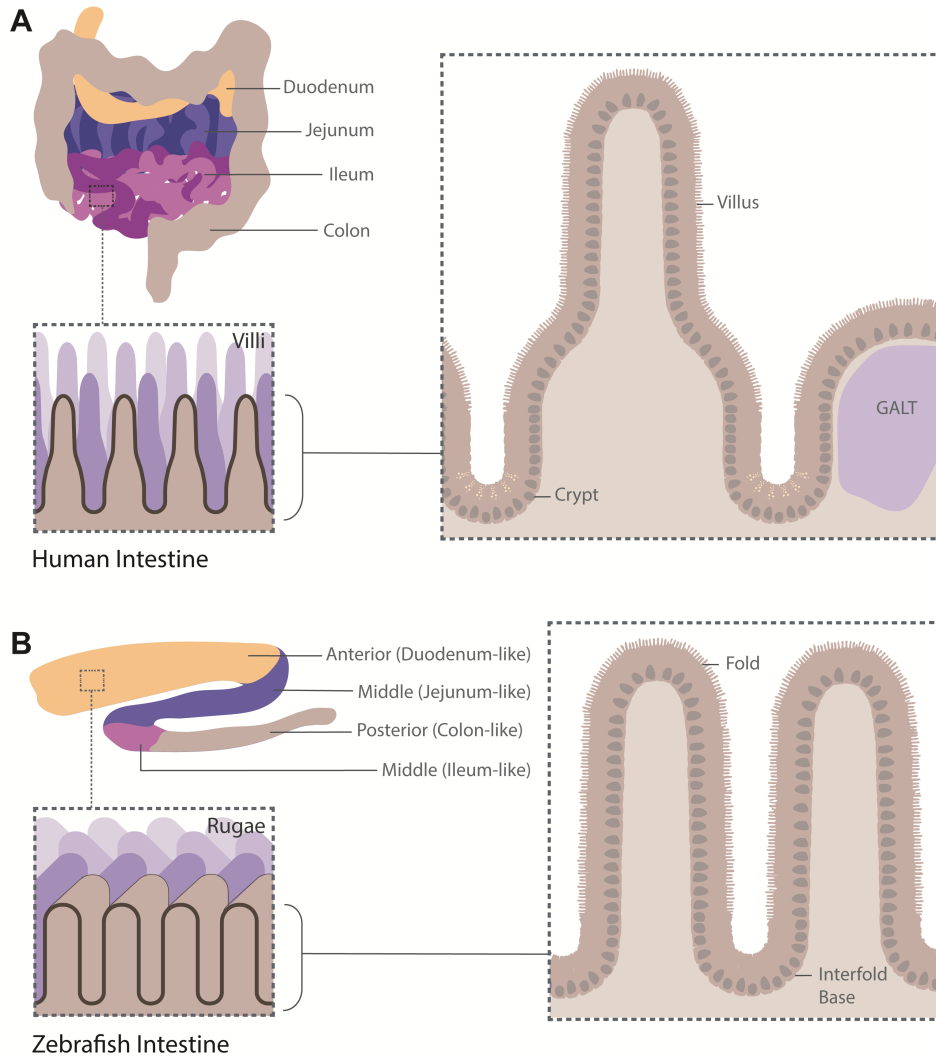 A
Duodenum
Jejunum
Ileum
Colon
Villus
Villi
GALT
Crypt
Human Intestine
B
Anterior (Duodenum-like)
Middle (Jejunum-like)
Posterior (Colon-like)
Middle (Ileum-like)
Fold
Rugae
Interfold
Base
Zebrafish Intestine